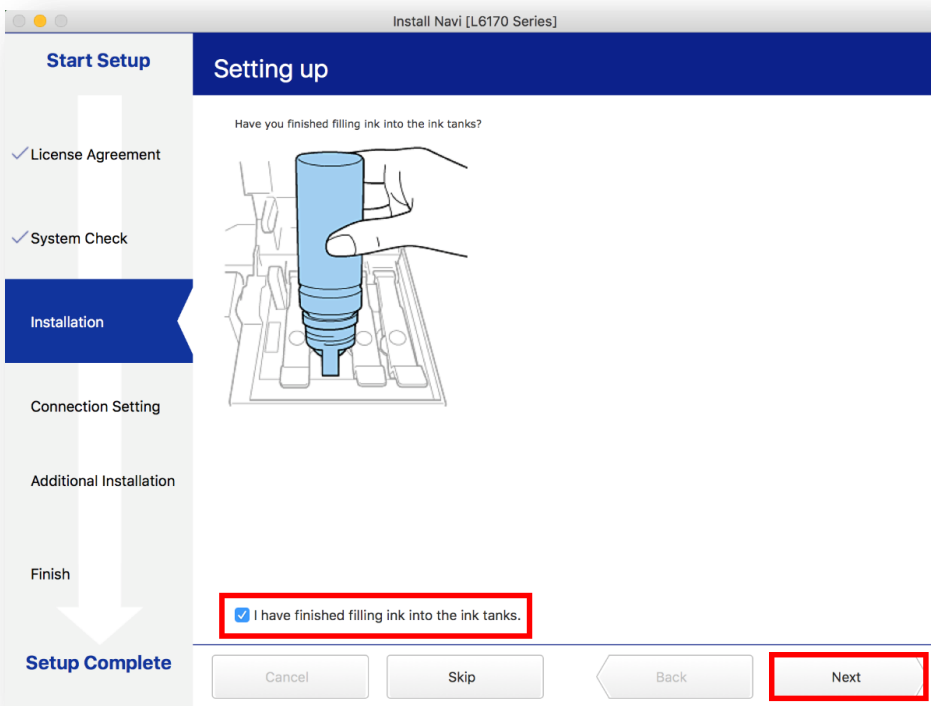 Install Navi [L6170 Series]
Start Setup
Setting up
Have you finished filling ink into the ink tanks?
License Agreement
System Check
Installation
Connection Setting
Additional Installation
Finish
I have finished filling ink into the ink tanks.
Setup Complete
Cancel
Skip
Back
Next